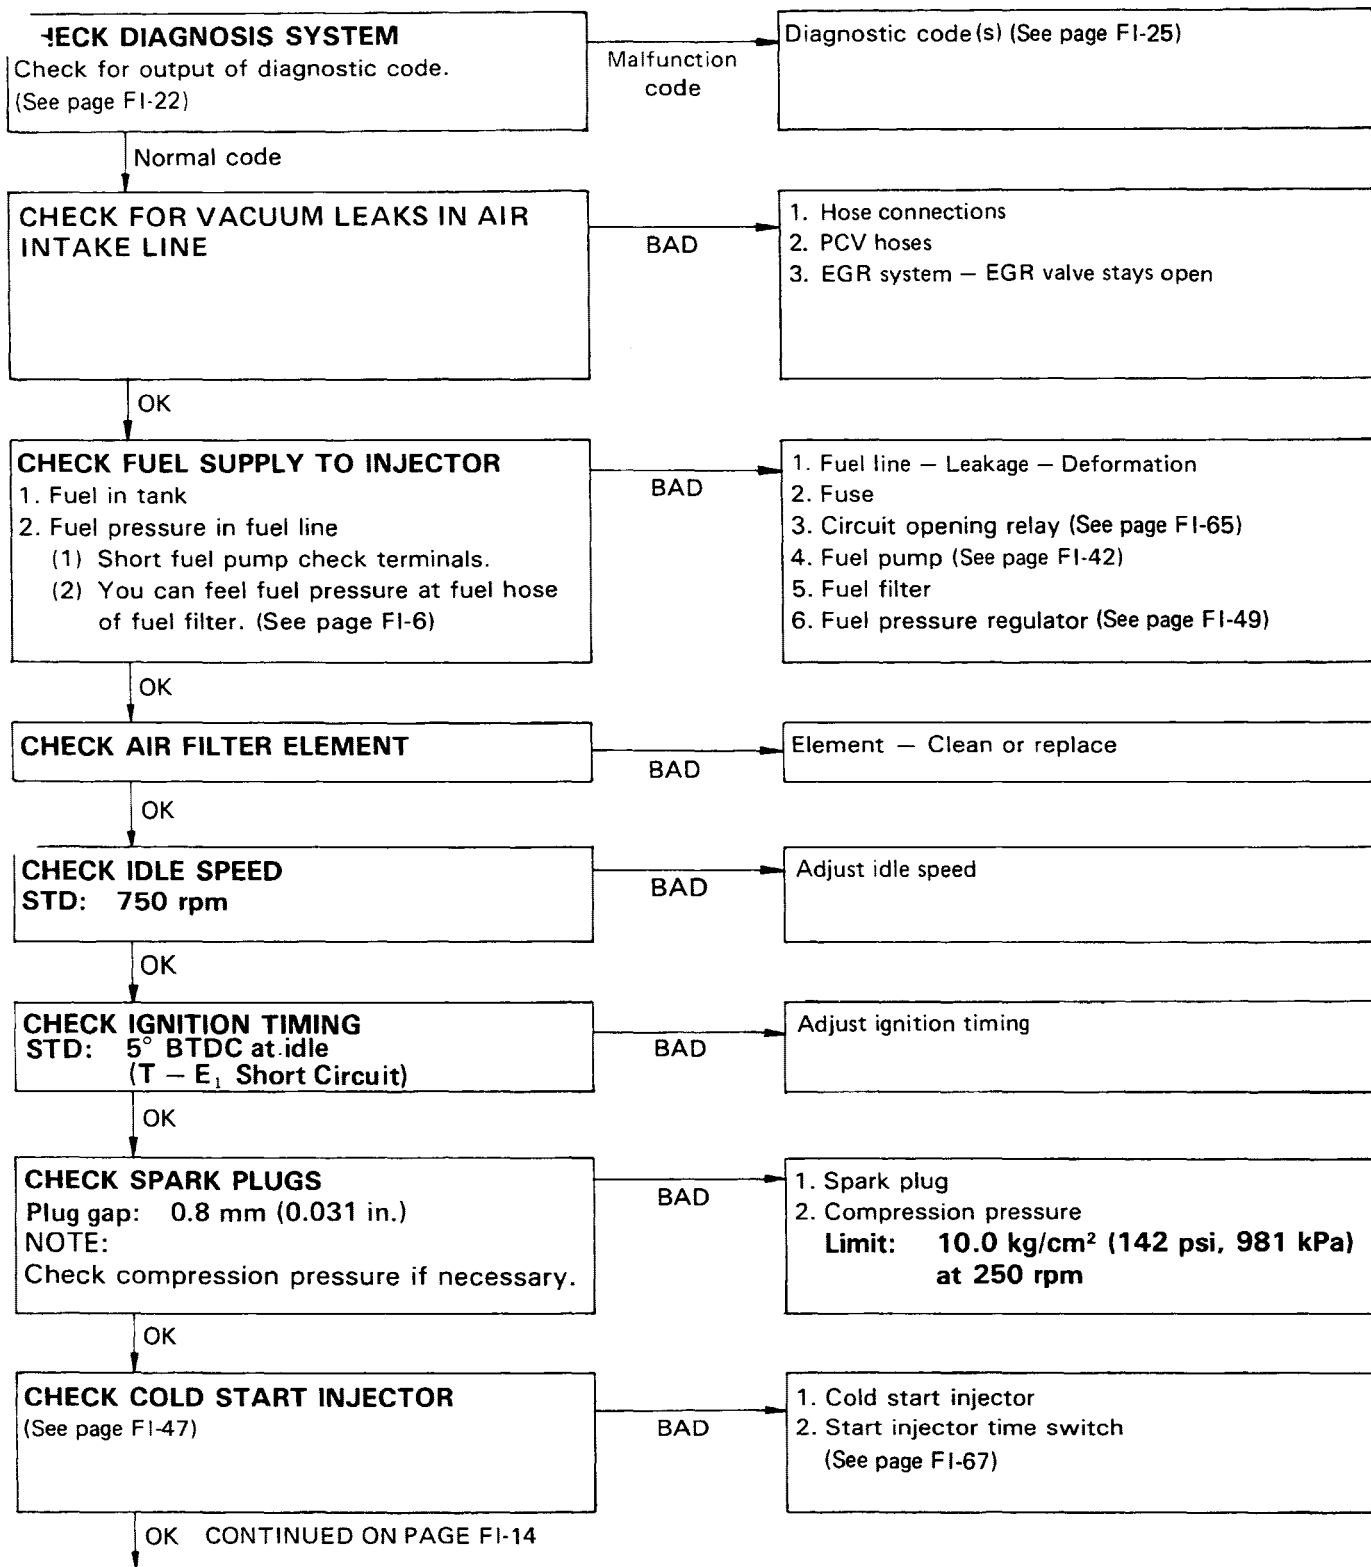 HECK DIAGNOSIS SYSTEM
Check for output of diagnostic code.
(See page FI-22)
Malfunction
code
Diagnostic code(s) (See page FI-25)
Normal code
CHECK FOR VACUUM LEAKS IN AIR
INTAKE LINE
BAD
1. Hose connections
2. PCV hoses
3. EGR system — EGR valve stays open
OK
CHECK FUEL SUPPLY TO INJECTOR
1. Fuel in tank
2. Fuel pressure in fuel line
(1) Short fuel pump check terminals.
(2) You can feel fuel pressure at fuel hose
of fuel filter. (See page FI-6)
BAD
1. Fuel line — Leakage — Deformation
2. Fuse
3. Circuit opening relay (See page FI-65)
4. Fuel pump (See page FI-42)
5. Fuel filter
6. Fuel pressure regulator (See page FI-49)
OK
CHECK AIR FILTER ELEMENT
BAD
Element — Clean or replace
OK
CHECK IDLE SPEED
STD: 750 rpm
BAD
Adjust idle speed
OK
CHECK IGNITION TIMING
STD: 5° BTDC at idle
(T — E₁ Short Circuit)
BAD
Adjust ignition timing
OK
CHECK SPARK PLUGS
Plug gap: 0.8 mm (0.031 in.)
NOTE:
Check compression pressure if necessary.
BAD
1. Spark plug
2. Compression pressure
Limit: 10.0 kg/cm² (142 psi, 981 kPa)
at 250 rpm
OK
CHECK COLD START INJECTOR
(See page FI-47)
BAD
1. Cold start injector
2. Start injector time switch
(See page FI-67)
OK CONTINUED ON PAGE FI-14